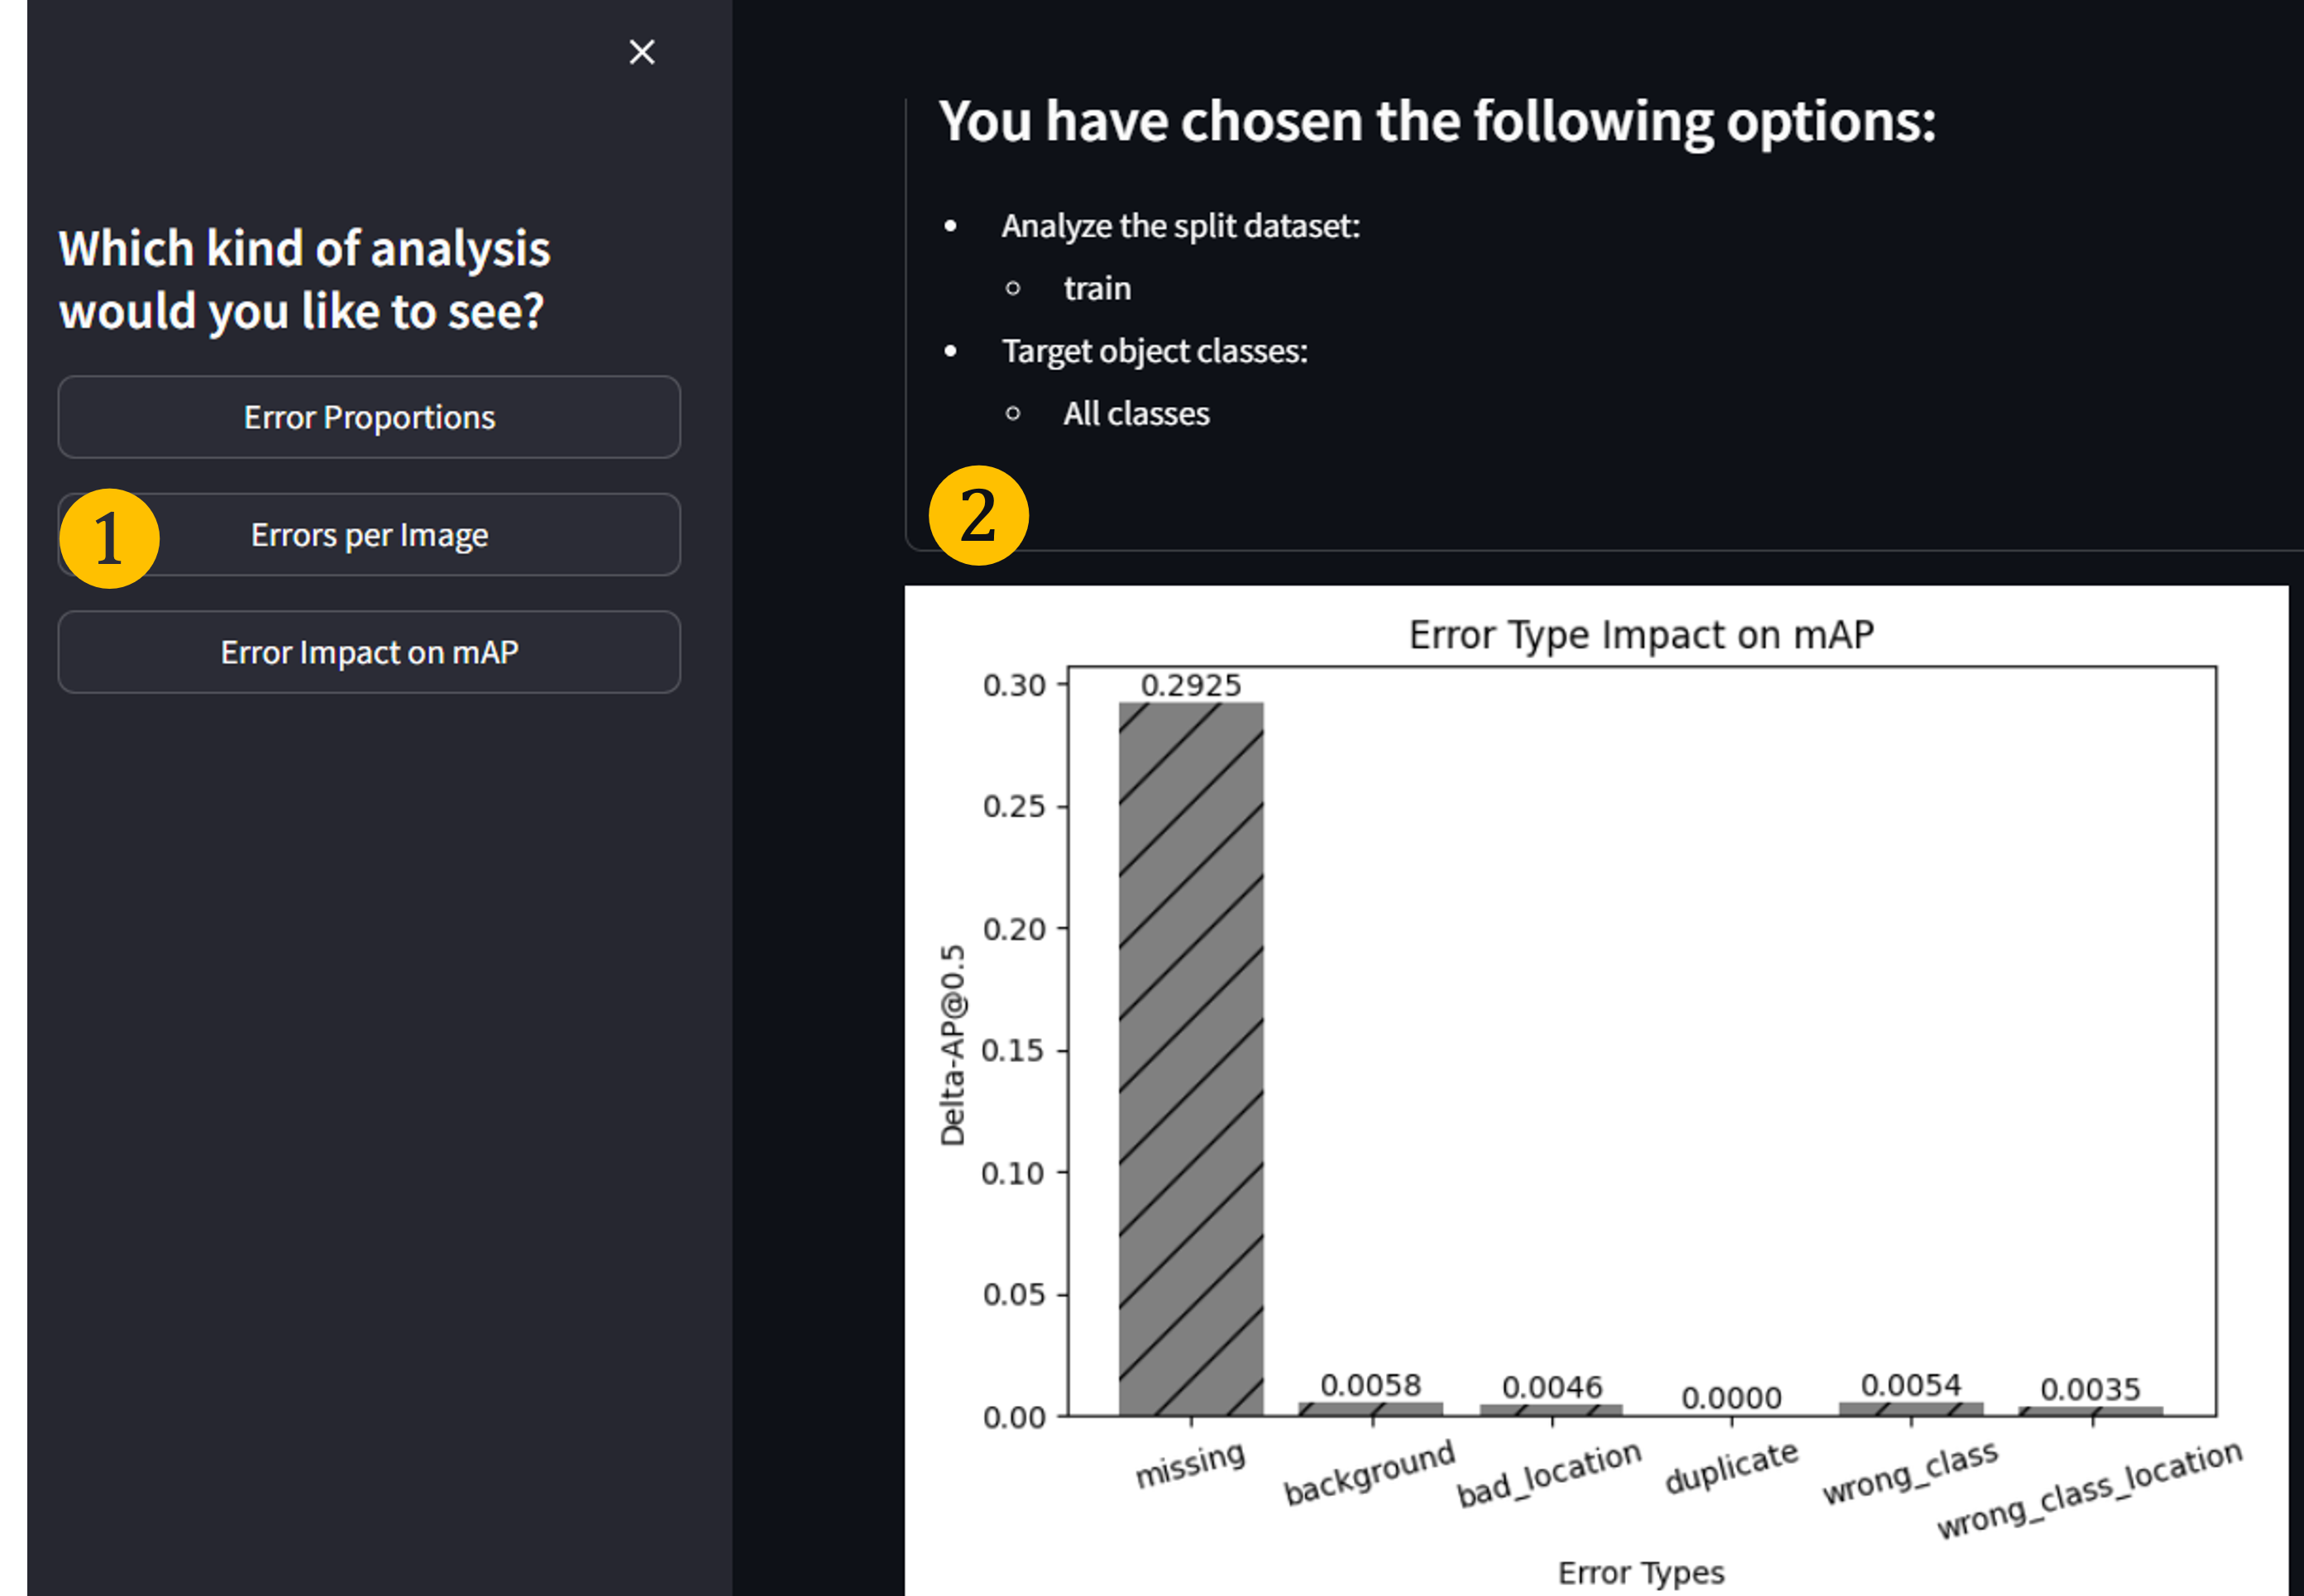 Which kind of analysis
would you like to see?
Error Proportions
1
Errors per Image
Error Impact on mAP
You have chosen the following options:
Analyze the split dataset:
train
Target object classes:
All classes
2
Error Type Impact on mAP
0.30
0.25
0.20
0.15
0.10
0.05
0.00
Delta-AP@0.5
0.2925
0.0058
0.0046
0.0000
0.0054
0.0035
missing
background
bad_location
duplicate
wrong_class
wrong_class_location
Error Types